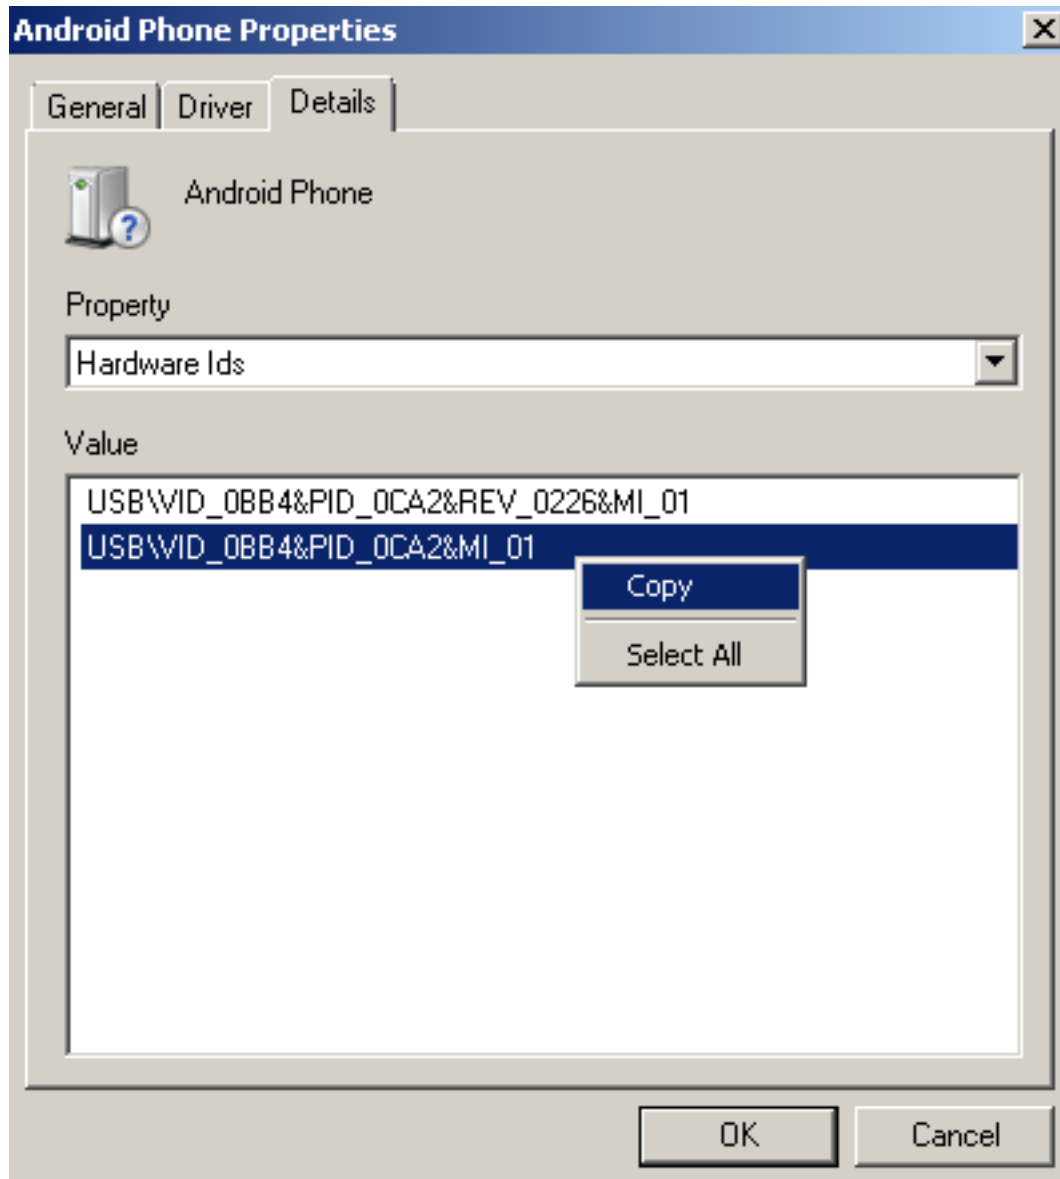 Android Phone Properties
General Driver Details
Android Phone
Property
Hardware Ids
Value
USB\VID_0BB4&PID_0CA2&REV_0226&MI_01
USB\VID_0BB4&PID_0CA2&MI_01
Copy
Select All
OK Cancel